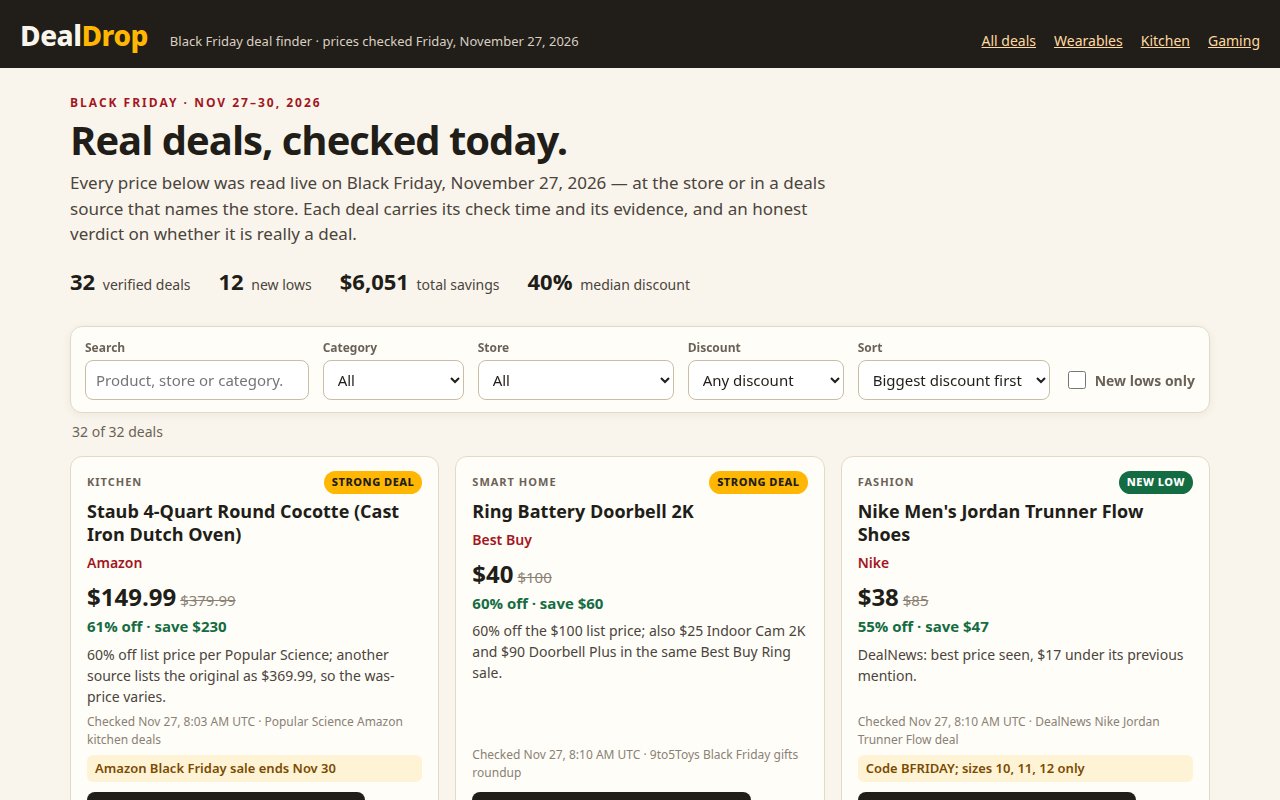 DealDrop
Black Friday deal finder · prices checked Friday, November 27, 2026
All deals Wearables Kitchen Gaming
BLACK FRIDAY · NOV 27–30, 2026
Real deals, checked today.
Every price below was read live on Black Friday, November 27, 2026 — at the store or in a deals
source that names the store. Each deal carries its check time and its evidence, and an honest
verdict on whether it is really a deal.
32 verified deals 12 new lows $6,051 total savings 40% median discount
Search Category Store Discount Sort
Product, store or category. All All Any discount Biggest discount first New lows only
32 of 32 deals
KITCHEN STRONG DEAL
Staub 4-Quart Round Cocotte (Cast
Iron Dutch Oven)
Amazon
$149.99 $379.99
61% off · save $230
60% off list price per Popular Science; another
source lists the original as $369.99, so the was-
price varies.
Checked Nov 27, 8:03 AM UTC · Popular Science Amazon
kitchen deals
Amazon Black Friday sale ends Nov 30
SMART HOME STRONG DEAL
Ring Battery Doorbell 2K
Best Buy
$40 $100
60% off · save $60
60% off the $100 list price; also $25 Indoor Cam 2K
and $90 Doorbell Plus in the same Best Buy Ring
sale.
Checked Nov 27, 8:10 AM UTC · 9to5Toys Black Friday gifts
roundup
FASHION NEW LOW
Nike Men's Jordan Trunner Flow
Shoes
Nike
$38 $85
55% off · save $47
DealNews: best price seen, $17 under its previous
mention.
Checked Nov 27, 8:10 AM UTC · DealNews Nike Jordan
Trunner Flow deal
Code BFRIDAY; sizes 10, 11, 12 only